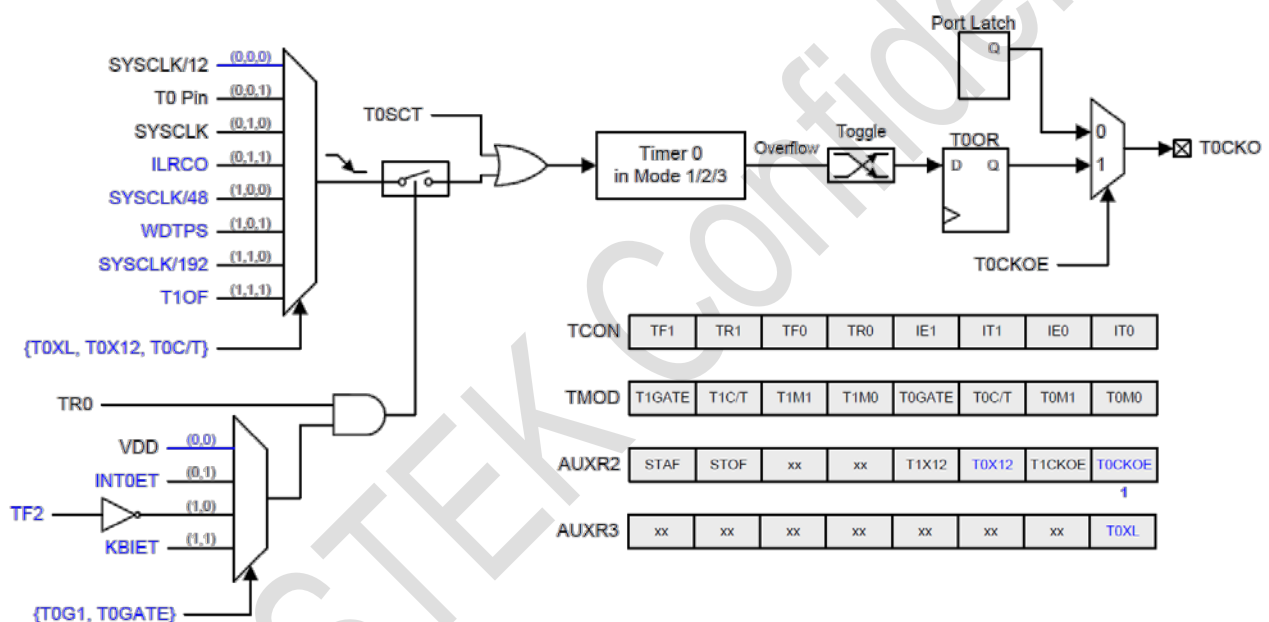 Port Latch
Q
SYSCLK/12 (0,0,0)
T0 Pin (0,0,1)
SYSCLK (0,1,0)
ILRCO (0,1,1)
SYSCLK/48 (1,0,0)
WDTPS (1,0,1)
SYSCLK/192 (1,1,0)
T1OF (1,1,1)
{T0XL, T0X12, T0C/T}
T0SCT
Timer 0
in Mode 1/2/3
Overflow
Toggle
T0OR
D Q
0
1
T0CKO
T0CKOE
TR0
VDD (0,0)
INT0ET (0,1)
TF2 (1,0)
KBIET (1,1)
{T0G1, T0GATE}
TCON TF1 TR1 TF0 TR0 IE1 IT1 IE0 IT0
TMOD T1GATE T1C/T T1M1 T1M0 T0GATE T0C/T T0M1 T0M0
AUXR2 STAF STOF xx xx T1X12 T0X12 T1CKOE T0CKOE
1
AUXR3 xx xx xx xx xx xx xx T0XL
STEK Confidential